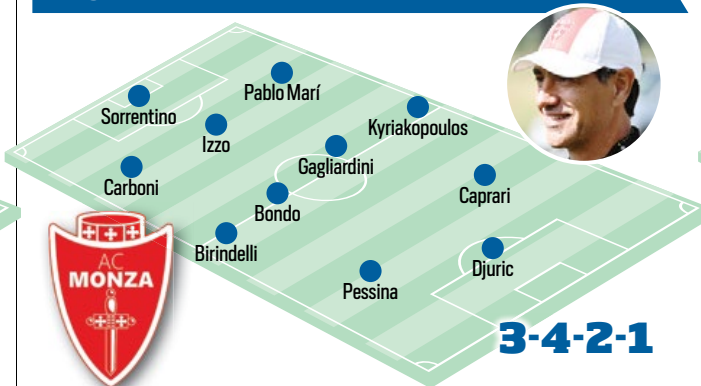 Sorrentino
Pablo Marí
Izzo
Kyriakopoulos
Gagliardini
Carboni
Caprari
Bondo
Birindelli
Djuric
Pessina
AC
MONZA
3-4-2-1